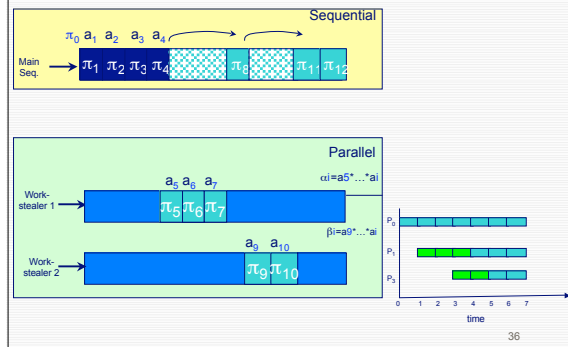 Sequential
π0 a1 a2 a3 a4
Main
Seq.
π1 π2 π3 π4 π8 π11 π12
Parallel
αi=a5*...*ai
a5 a6 a7
Work-
stealer 1
π5 π6 π7
βi=a9*...*ai
a9 a10
Work-
stealer 2
π9 π10
P0
P1
P3
0 1 2 3 4 5 6 7
time
36